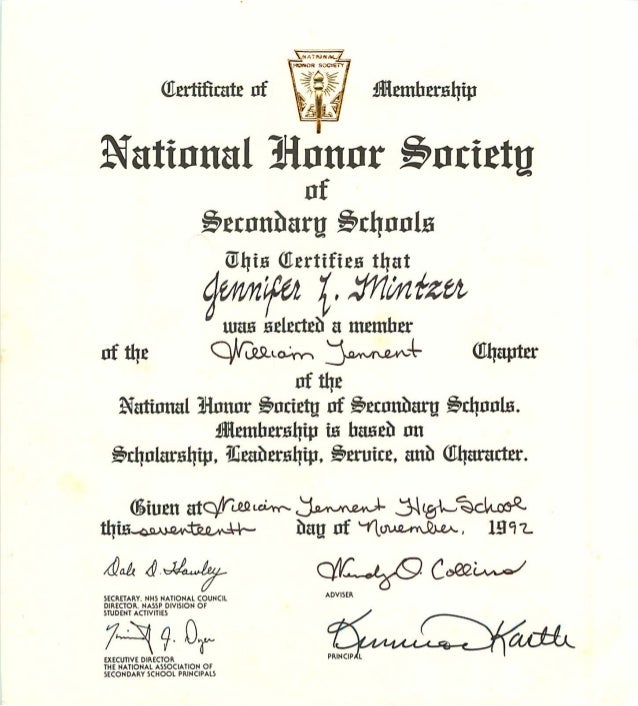 NATIONAL
HONOR SOCIETY
Certificate of Membership
National Honor Society
of
Secondary Schools
This Certifies that
Jennifer L. Mintzer
was selected a member
of the William Tennent Chapter
of the
National Honor Society of Secondary Schools.
Membership is based on
Scholarship, Leadership, Service, and Character.
Given at William Tennent High School
this seventeenth day of November, 1992
Dale D. Hawley
SECRETARY, NHS NATIONAL COUNCIL
DIRECTOR, NASSP DIVISION OF
STUDENT ACTIVITIES
Wendy O. Collins
ADVISER
J. Dyer
EXECUTIVE DIRECTOR
THE NATIONAL ASSOCIATION OF
SECONDARY SCHOOL PRINCIPALS
PRINCIPAL